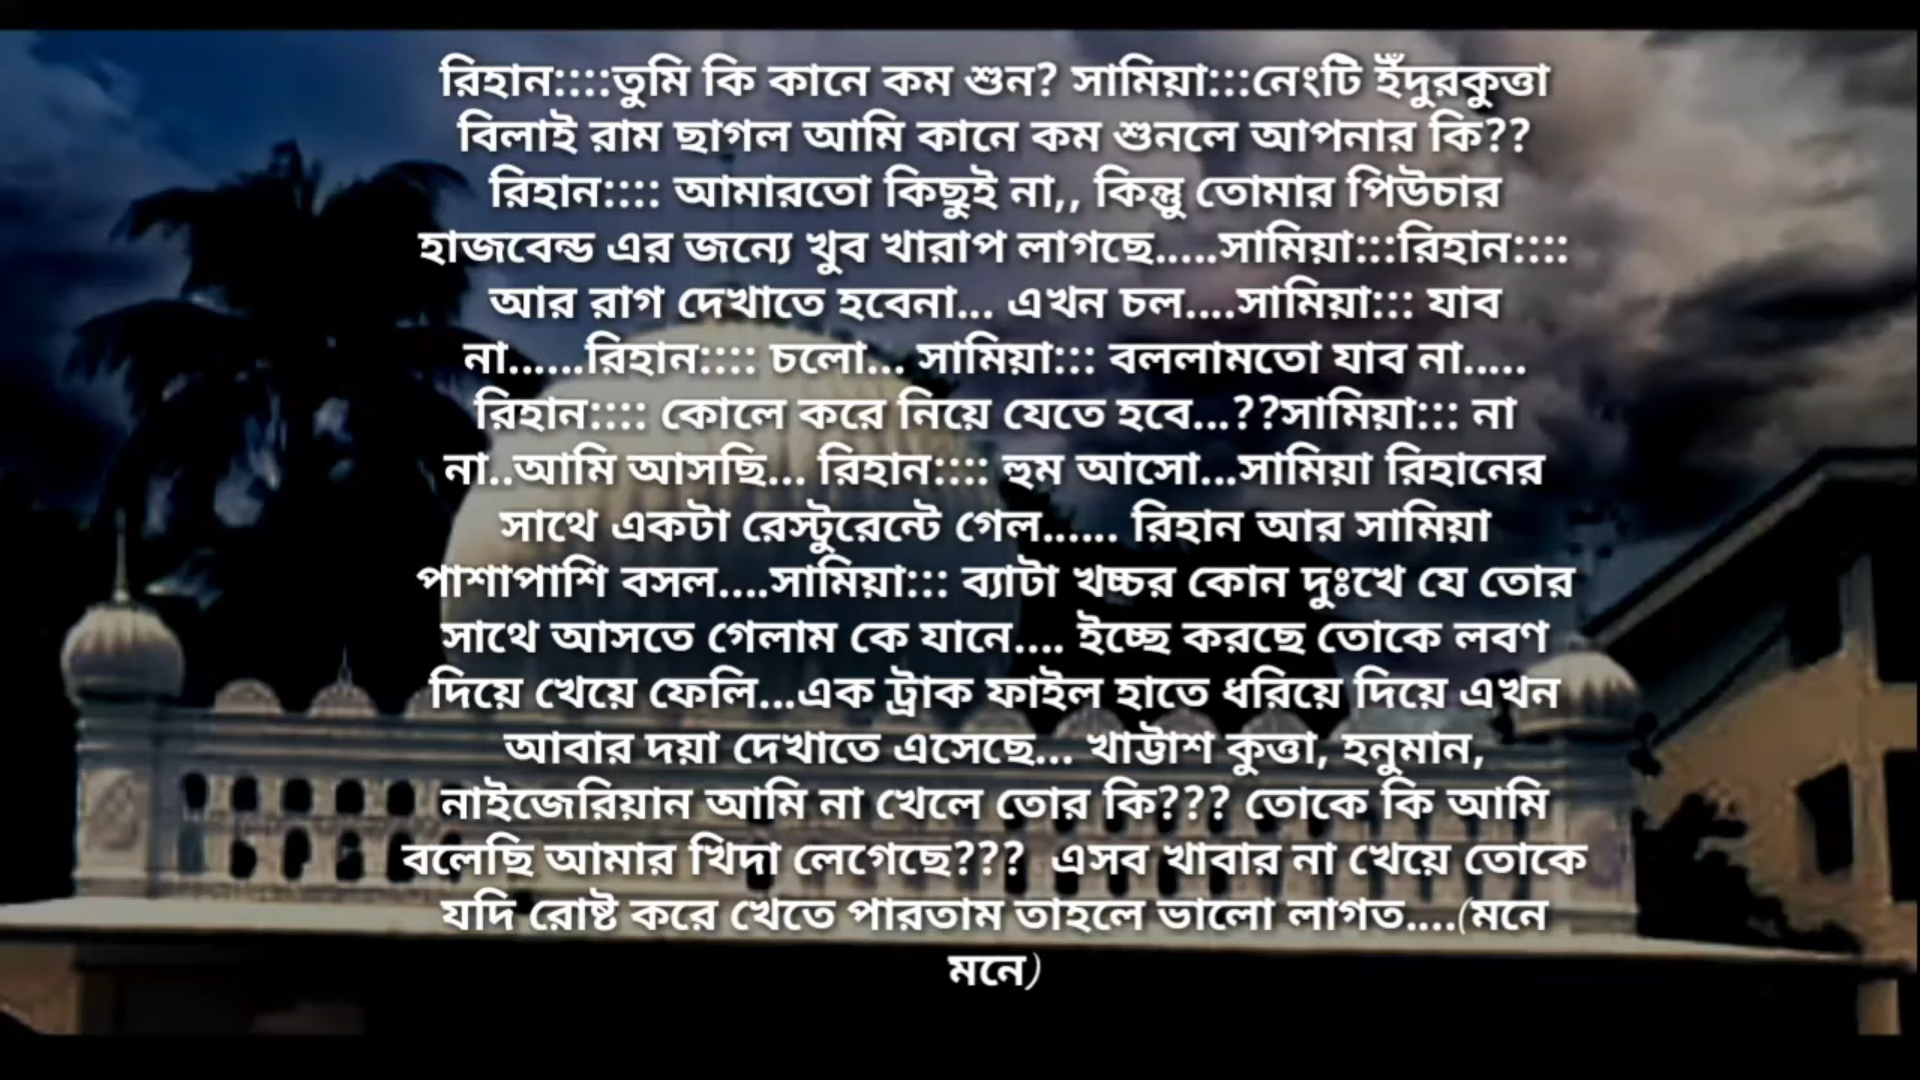 রিহান::::তুমি কি কানে কম শুন? সামিয়া:::নেংটি ইঁদুরকুত্তা
বিলাই রাম ছাগল আমি কানে কম শুনলে আপনার কি??
রিহান:::: আমারতো কিছুই না,, কিন্তু তোমার পিউচার
হাজবেন্ড এর জন্যে খুব খারাপ লাগছে.....সামিয়া:::রিহান::::
আর রাগ দেখাতে হবেনা... এখন চল....সামিয়া::: যাব
না......রিহান:::: চলো... সামিয়া::: বললামতো যাব না.....
রিহান:::: কোলে করে নিয়ে যেতে হবে...??সামিয়া::: না
না..আমি আসছি... রিহান:::: হুম আসো...সামিয়া রিহানের
সাথে একটা রেস্টুরেন্টে গেল...... রিহান আর সামিয়া
পাশাপাশি বসল....সামিয়া::: ব্যাটা খচ্চর কোন দুঃখে যে তোর
সাথে আসতে গেলাম কে যানে.... ইচ্ছে করছে তোকে লবণ
দিয়ে খেয়ে ফেলি...এক ট্রাক ফাইল হাতে ধরিয়ে দিয়ে এখন
আবার দয়া দেখাতে এসেছে... খাট্টাশ কুত্তা, হনুমান,
নাইজেরিয়ান আমি না খেলে তোর কি??? তোকে কি আমি
বলেছি আমার খিদা লেগেছে??? এসব খাবার না খেয়ে তোকে
যদি রোষ্ট করে খেতে পারতাম তাহলে ভালো লাগত....(মনে
মনে)